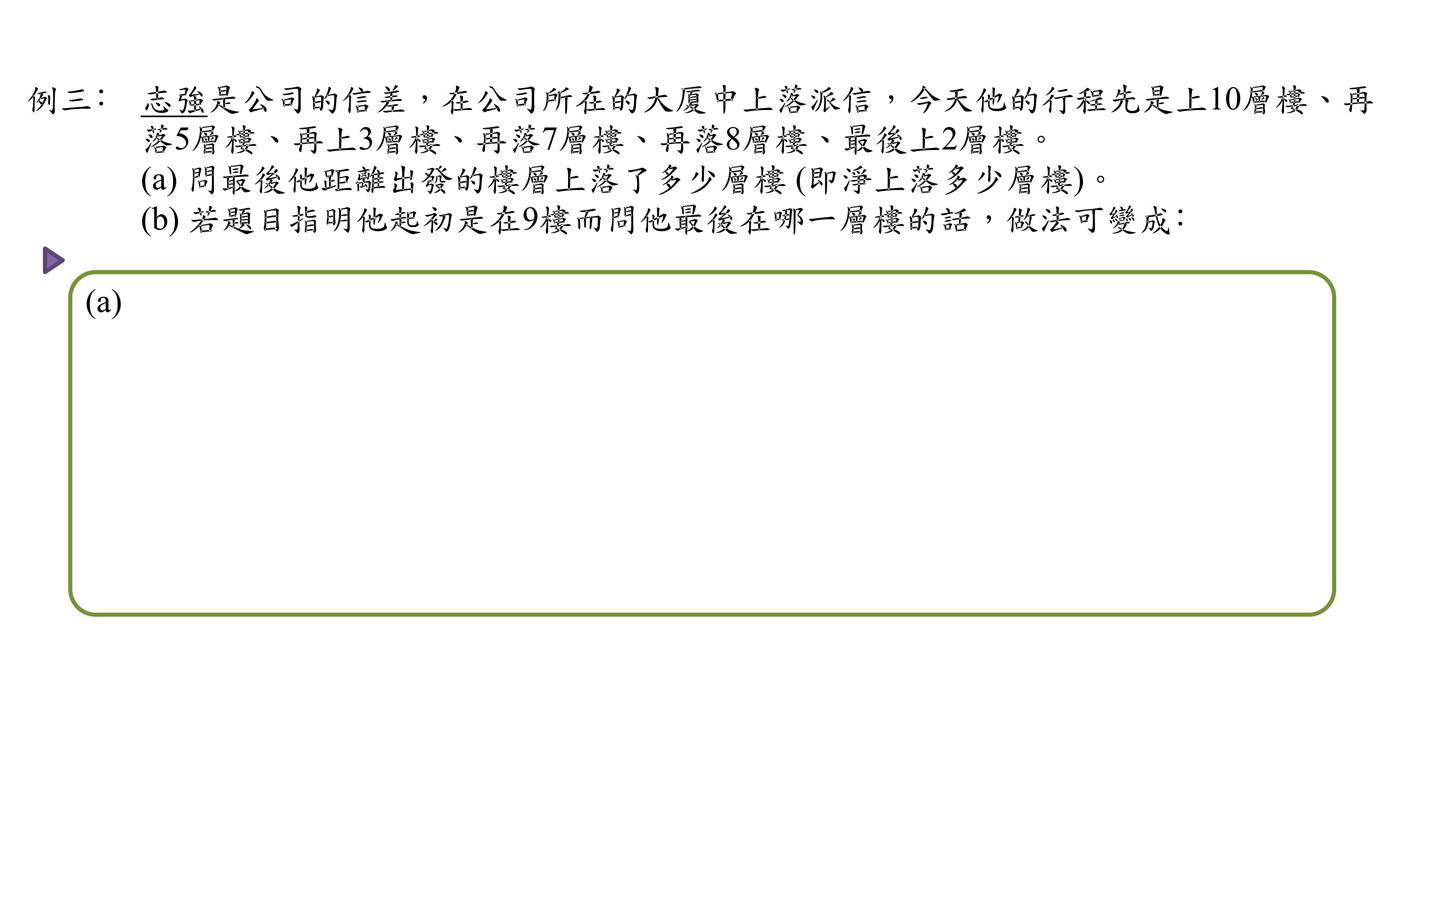 例三： 志強是公司的信差，在公司所在的大厦中上落派信，今天他的行程先是上10層樓、再
落5層樓、再上3層樓、再落7層樓、再落8層樓、最後上2層樓。
(a) 問最後他距離出發的樓層上落了多少層樓 (即淨上落多少層樓)。
(b) 若題目指明他起初是在9樓而問他最後在哪一層樓的話，做法可變成：
(a)